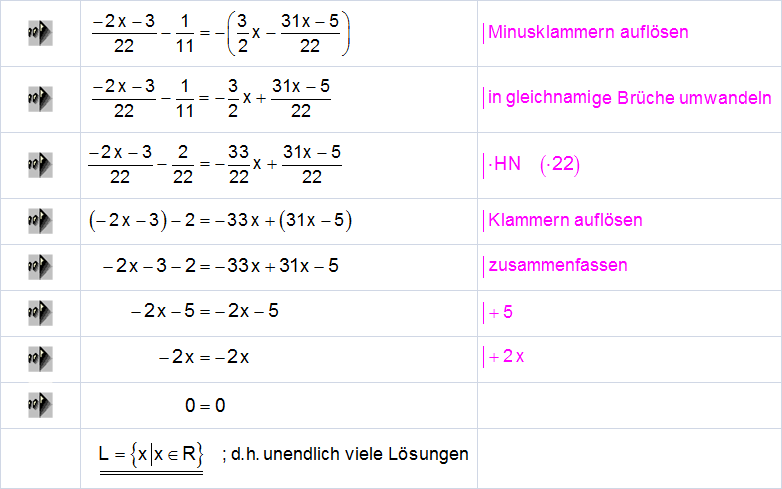 (−2x − 3)/22 − 1/11 = −(3/2 x − (31x − 5)/22) |Minusklammern auflösen
(−2x − 3)/22 − 1/11 = −3/2 x + (31x − 5)/22 |in gleichnamige Brüche umwandeln
(−2x − 3)/22 − 2/22 = −33/22 x + (31x − 5)/22 |·HN (·22)
(−2x − 3) − 2 = −33x + (31x − 5) |Klammern auflösen
−2x − 3 − 2 = −33x + 31x − 5 |zusammenfassen
−2x − 5 = −2x − 5 |+ 5
−2x = −2x |+ 2x
0 = 0
L = {x|x ∈ R} ; d.h. unendlich viele Lösungen